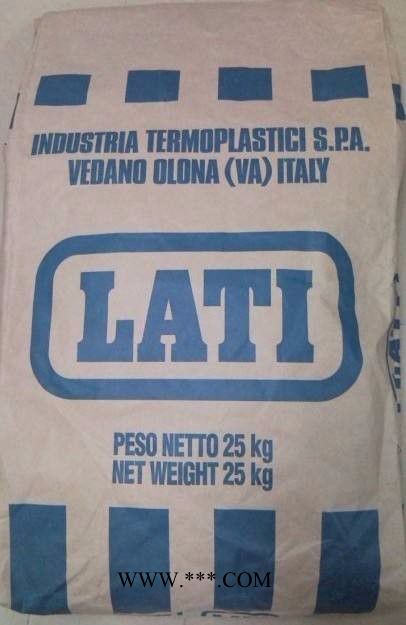 INDUSTRIA TERMOPLASTICI S.P.A.
VEDANO OLONA (VA) ITALY
LATI
PESO NETTO 25 kg
NET WEIGHT 25 kg
WWW.***.COM